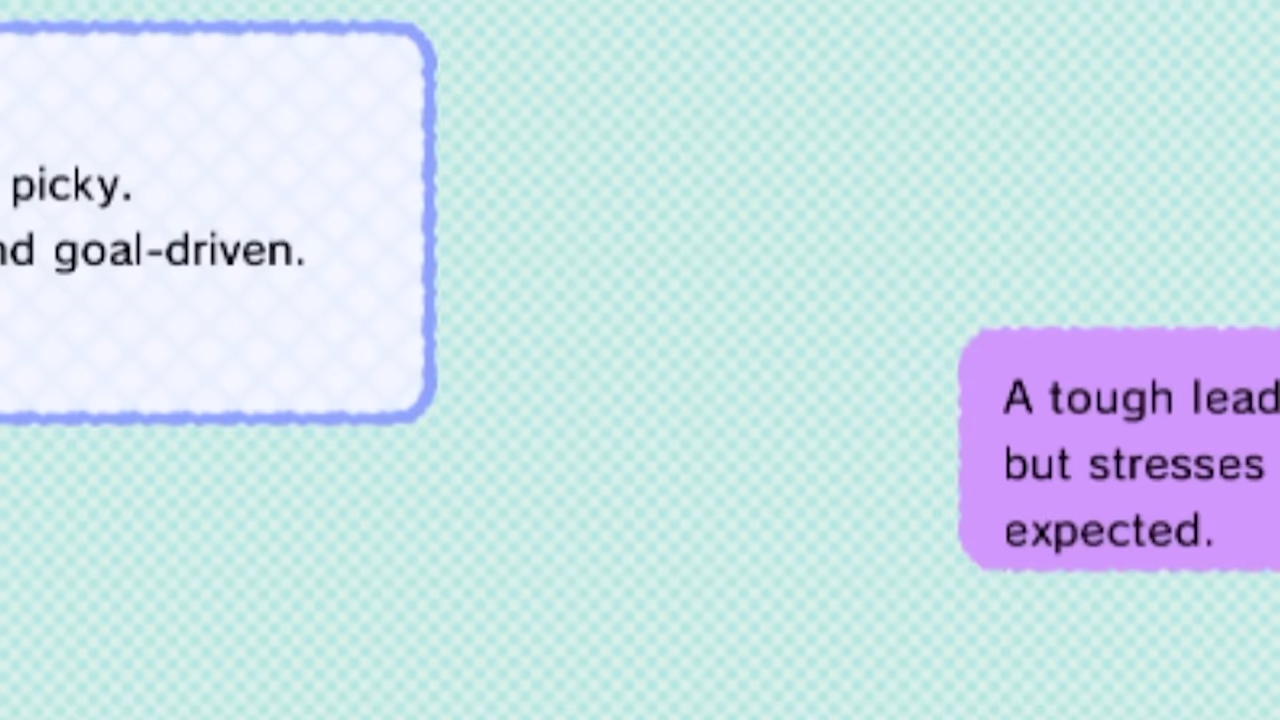 picky.
goal-driven.
A tough
but stresses
expected.